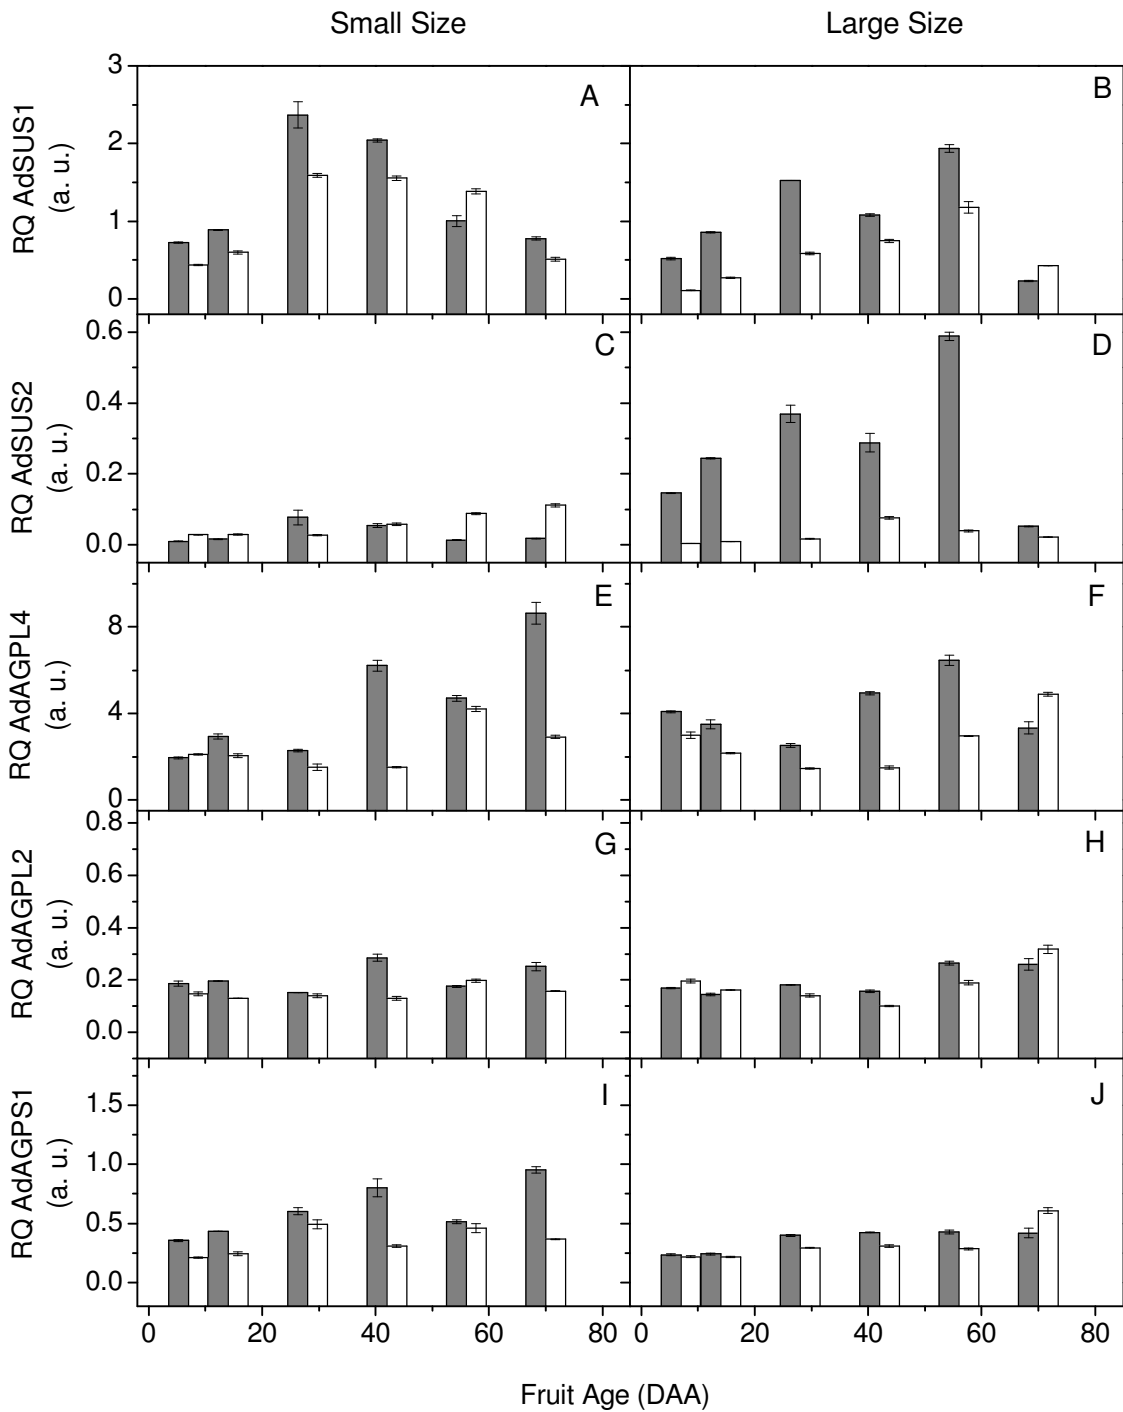 Small Size Large Size
RQ AdSUS1
(a. u.)
3
2
1
0
A
B
RQ AdSUS2
(a. u.)
0.6
0.4
0.2
0.0
C
D
RQ AdAGPL4
(a. u.)
8
4
0
E
F
RQ AdAGPL2
(a. u.)
0.8
0.6
0.4
0.2
0.0
G
H
RQ AdAGPS1
(a. u.)
1.5
1.0
0.5
0.0
I
J
0 20 40 60 80 0 20 40 60 80
Fruit Age (DAA)